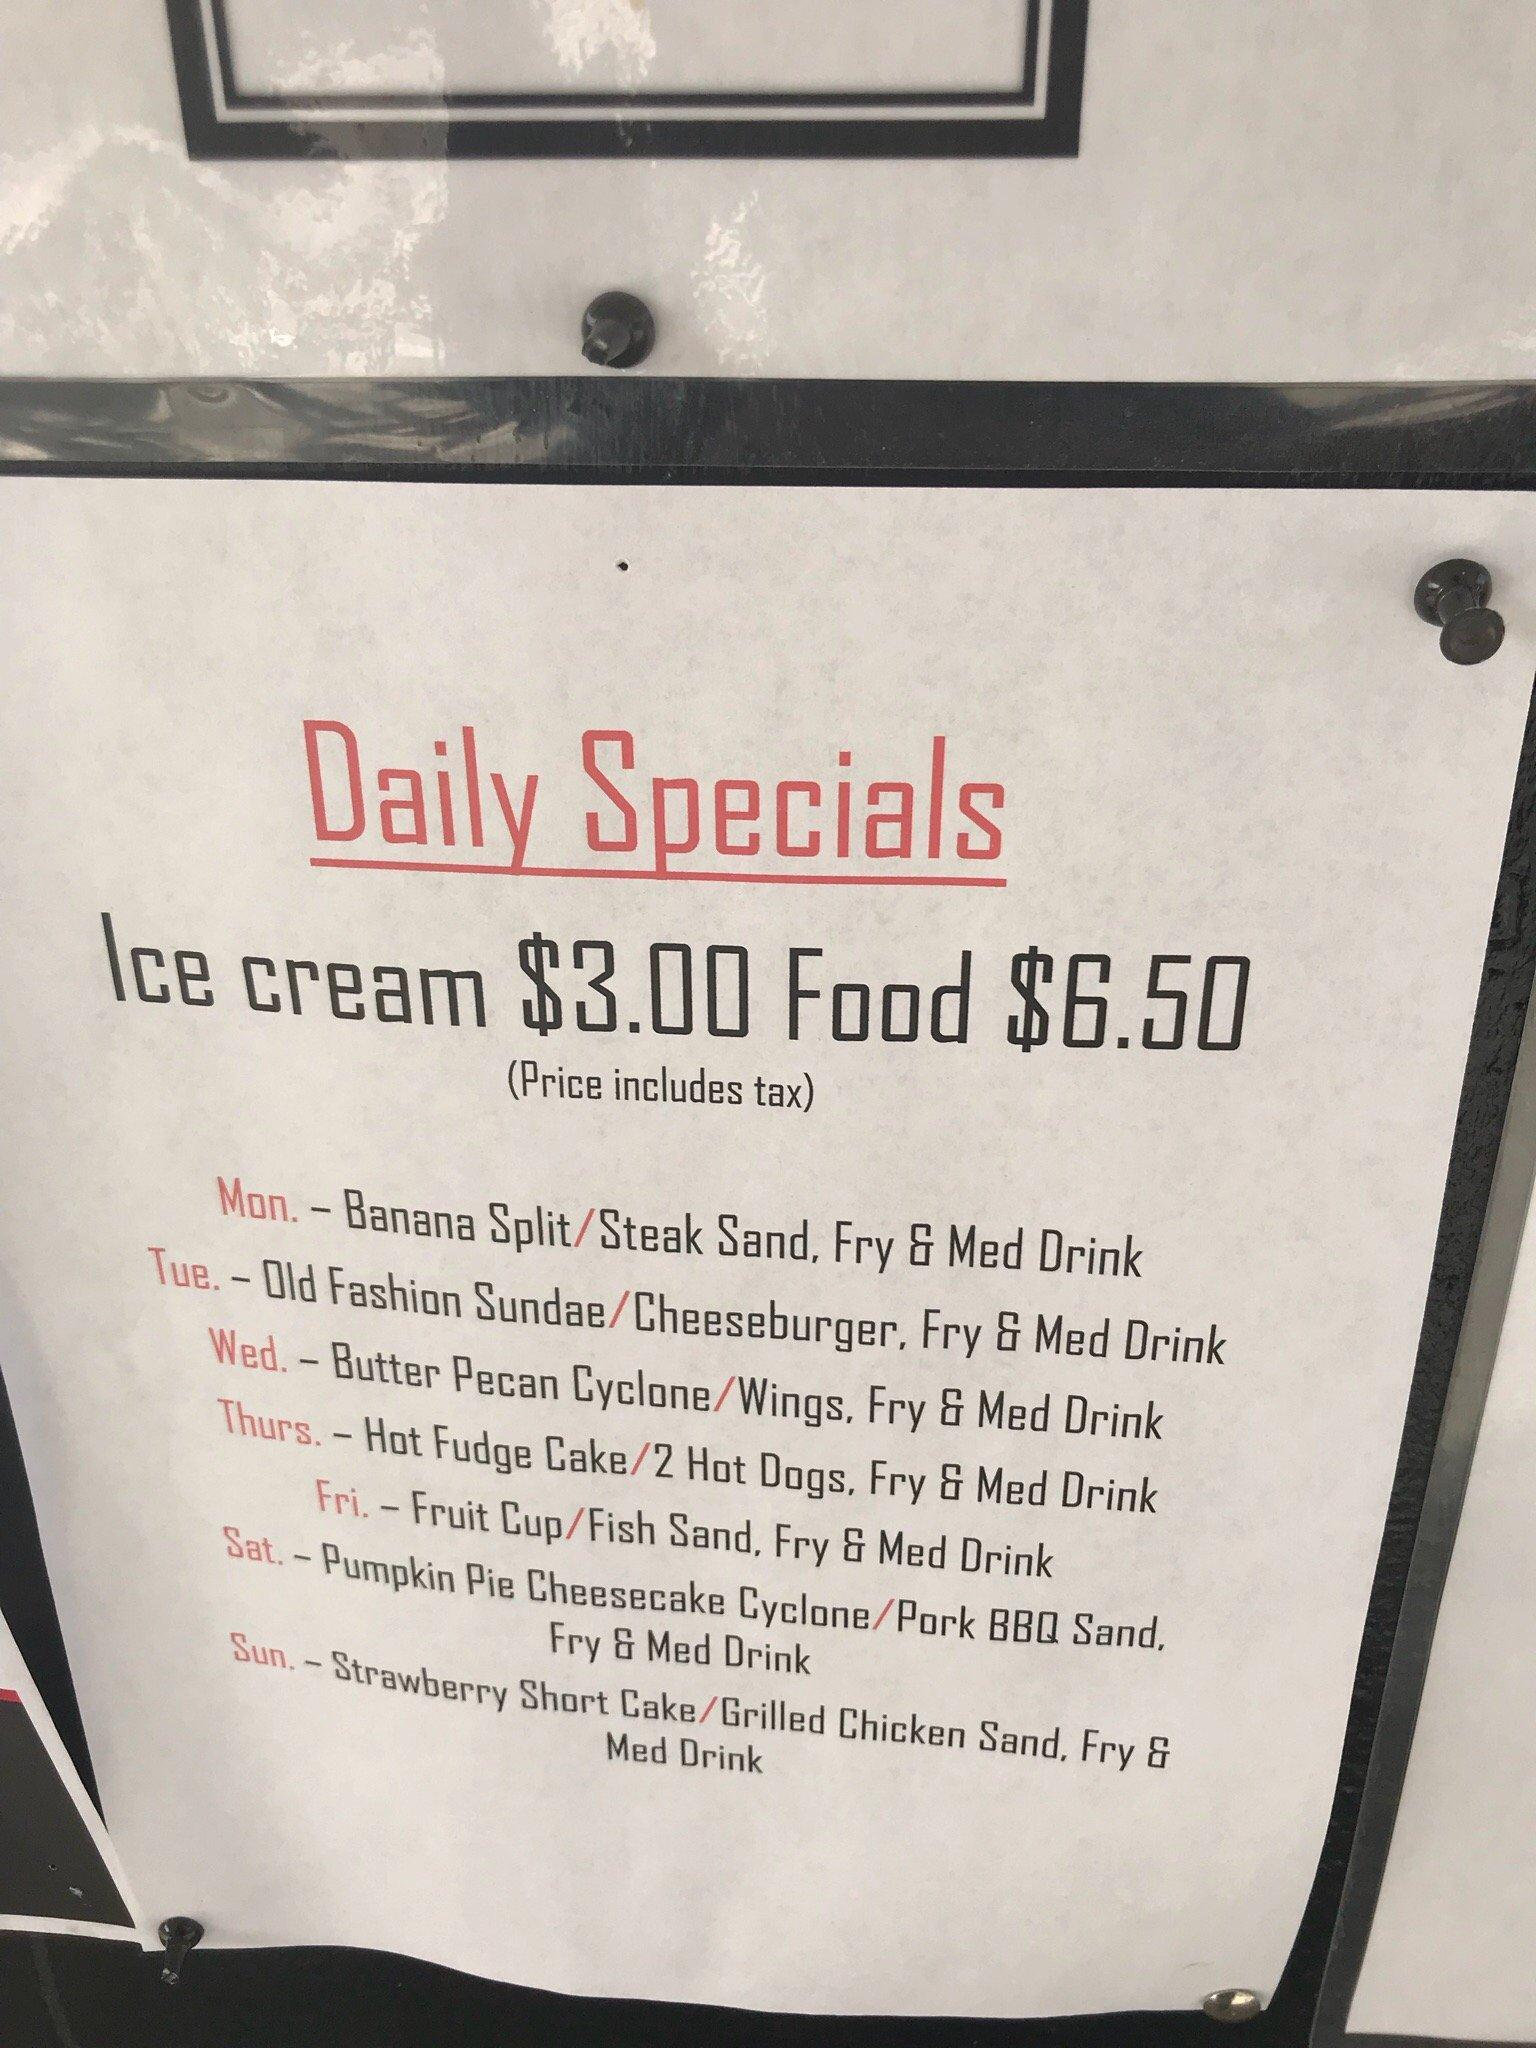 Daily Specials
Ice cream $3.00 Food $6.50
(Price includes tax)
Mon. – Banana Split/Steak Sand, Fry & Med Drink
Tue. – Old Fashion Sundae/Cheeseburger, Fry & Med Drink
Wed. – Butter Pecan Cyclone/Wings, Fry & Med Drink
Thurs. – Hot Fudge Cake/2 Hot Dogs, Fry & Med Drink
Fri. – Fruit Cup/Fish Sand, Fry & Med Drink
Sat. – Pumpkin Pie Cheesecake Cyclone/Pork BBQ Sand,
Fry & Med Drink
Sun. – Strawberry Short Cake/Grilled Chicken Sand, Fry &
Med Drink